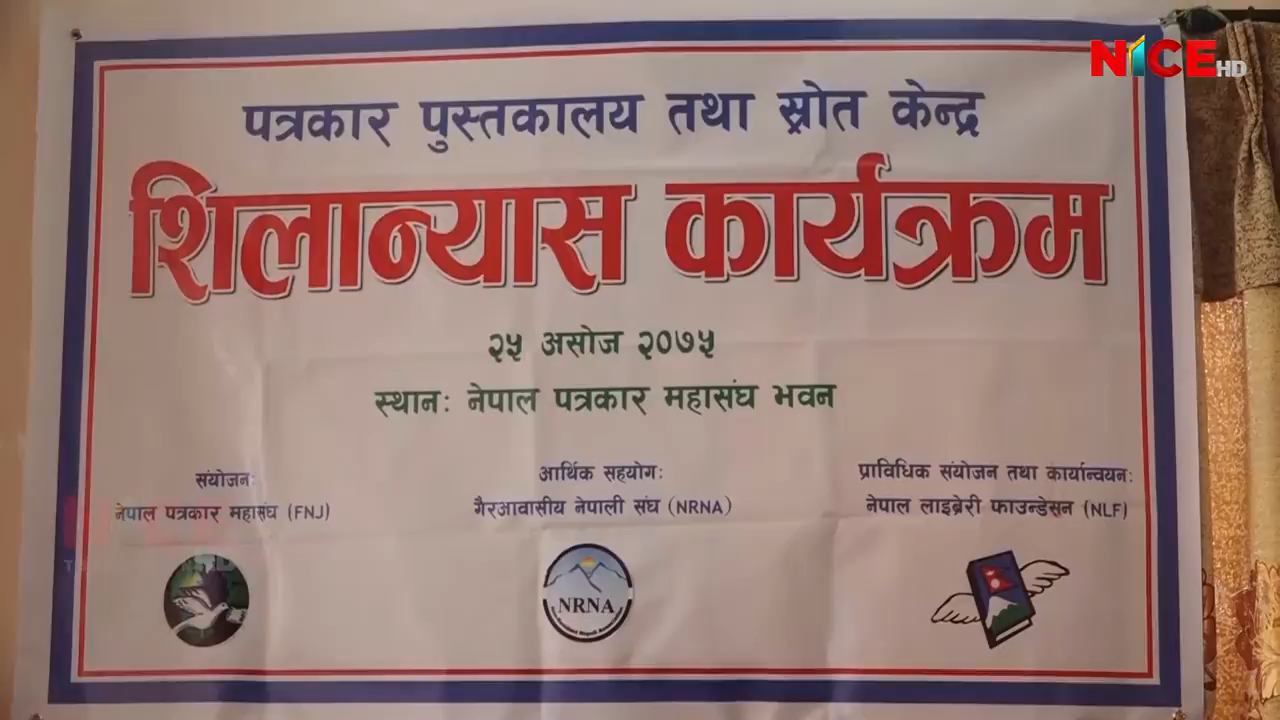 NICE HD
पत्रकार पुस्तकालय तथा स्रोत केन्द्र
शिलान्यास कार्यक्रम
२५ असोज २०७५
स्थान: नेपाल पत्रकार महासंघ भवन
संयोजन:
नेपाल पत्रकार महासंघ (FNJ)
आर्थिक सहयोग:
गैरआवासीय नेपाली संघ (NRNA)
प्राविधिक संयोजन तथा कार्यान्वयन:
नेपाल लाइब्रेरी फाउन्डेसन (NLF)
NRNA